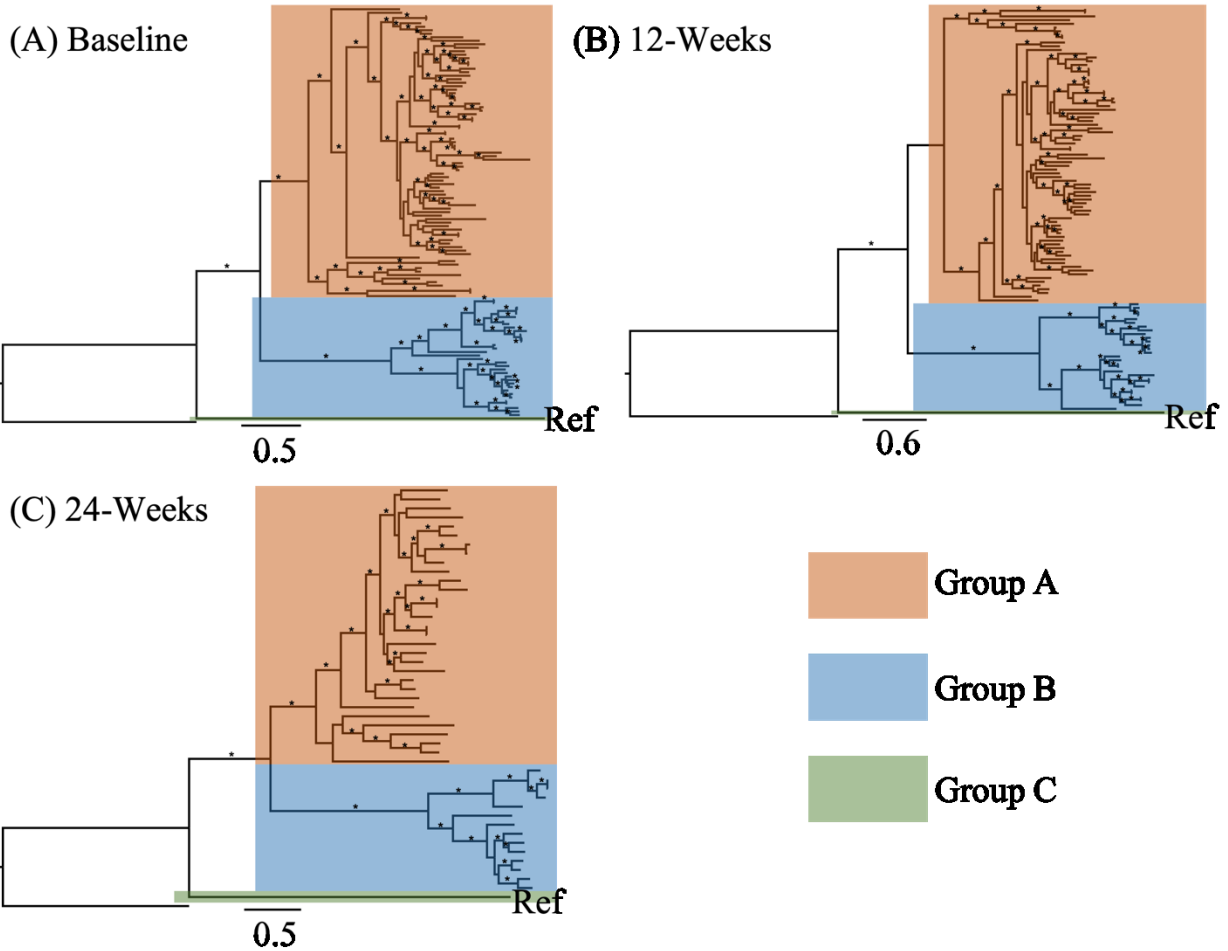 (A) Baseline
(B) 12-Weeks
Ref
0.5
Ref
0.6
(C) 24-Weeks
Group A
Group B
Group C
Ref
0.5